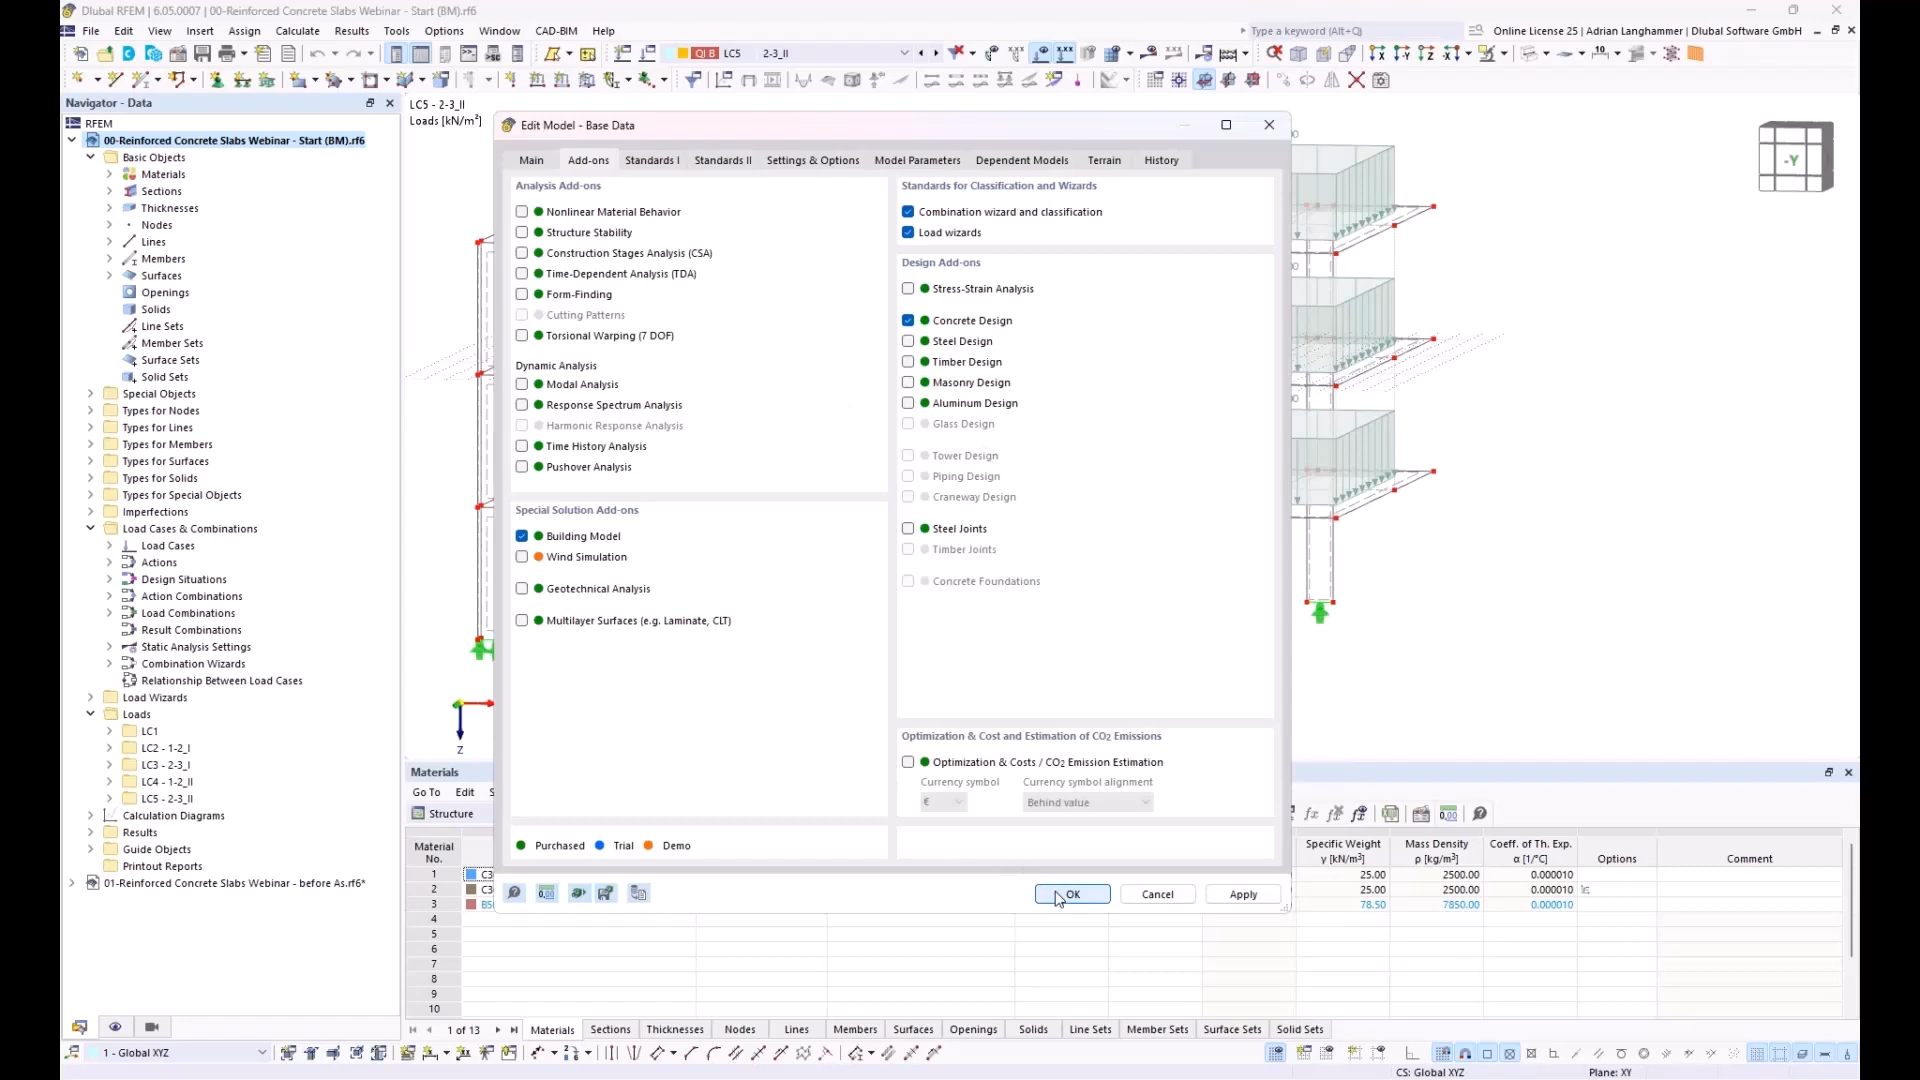 Dlubal RFEM | 6.05.0007 | 00-Reinforced Concrete Slabs Webinar - Start (BM).rf6
File Edit View Insert Assign Calculate Results Tools Options Window CAD-BIM Help
Type a keyword (Alt+Q)
Online License 25 | Adrian Langhammer | Dlubal Software GmbH
QI B LC5 2-3_II
Navigator - Data
RFEM
00-Reinforced Concrete Slabs Webinar - Start (BM).rf6
Basic Objects
Materials
Sections
Thicknesses
Nodes
Lines
Members
Surfaces
Openings
Solids
Line Sets
Member Sets
Surface Sets
Solid Sets
Special Objects
Types for Nodes
Types for Lines
Types for Members
Types for Surfaces
Types for Solids
Types for Special Objects
Imperfections
Load Cases & Combinations
Load Cases
Actions
Design Situations
Action Combinations
Load Combinations
Result Combinations
Static Analysis Settings
Combination Wizards
Relationship Between Load Cases
Load Wizards
Loads
LC1
LC2 - 1-2_I
LC3 - 2-3_I
LC4 - 1-2_II
LC5 - 2-3_II
Calculation Diagrams
Results
Guide Objects
Printout Reports
01-Reinforced Concrete Slabs Webinar - before As.rf6*
LC5 - 2-3_II
Loads [kN/m²]
Edit Model - Base Data
Main Add-ons Standards I Standards II Settings & Options Model Parameters Dependent Models Terrain History
Analysis Add-ons
Nonlinear Material Behavior
Structure Stability
Construction Stages Analysis (CSA)
Time-Dependent Analysis (TDA)
Form-Finding
Cutting Patterns
Torsional Warping (7 DOF)
Dynamic Analysis
Modal Analysis
Response Spectrum Analysis
Harmonic Response Analysis
Time History Analysis
Pushover Analysis
Special Solution Add-ons
Building Model
Wind Simulation
Geotechnical Analysis
Multilayer Surfaces (e.g. Laminate, CLT)
Purchased Trial Demo
Standards for Classification and Wizards
Combination wizard and classification
Load wizards
Design Add-ons
Stress-Strain Analysis
Concrete Design
Steel Design
Timber Design
Masonry Design
Aluminum Design
Glass Design
Tower Design
Piping Design
Craneway Design
Steel Joints
Timber Joints
Concrete Foundations
Optimization & Cost and Estimation of CO2 Emissions
Optimization & Costs / CO2 Emission Estimation
Currency symbol Currency symbol alignment
€ Behind value
OK Cancel Apply
-Y
Z
Materials
Go To Edit S
Structure
Material No.
Specific Weight γ [kN/m³]
Mass Density ρ [kg/m³]
Coeff. of Th. Exp. α [1/°C]
Options
Comment
1 C3 25.00 2500.00 0.000010
2 C3 25.00 2500.00 0.000010
3 B5 78.50 7850.00 0.000010
4
5
6
7
8
9
10
1 of 13 Materials Sections Thicknesses Nodes Lines Members Surfaces Openings Solids Line Sets Member Sets Surface Sets Solid Sets
1 - Global XYZ
CS: Global XYZ Plane: XY